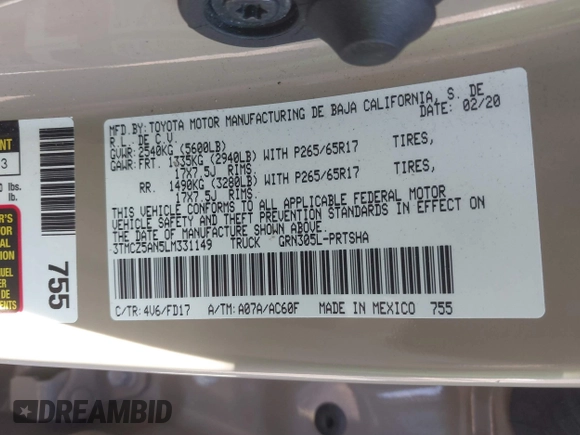 MFD.BY: TOYOTA MOTOR MANUFACTURING DE BAJA CALIFORNIA, S. DE
R.L. DE C.V. 02/20
GVWR: 2540KG (5600LB)
GAWR: FRT. 1335KG (2940LB) WITH P265/65R17 TIRES,
17X7.5J RIMS
RR. 1490KG (3280LB) WITH P265/65R17 TIRES,
17X7.5J RIMS
THIS VEHICLE CONFORMS TO ALL APPLICABLE FEDERAL MOTOR
VEHICLE SAFETY AND THEFT PREVENTION STANDARDS IN EFFECT ON
THE DATE OF MANUFACTURE SHOWN ABOVE.
3TMCZ5AN5LM331149 TRUCK GRN305L-PRTSHA
C/TR: 4V6/FD17 A/TM: A07A/AC60F MADE IN MEXICO 755
755
lbs.
lb.
DREAMBID